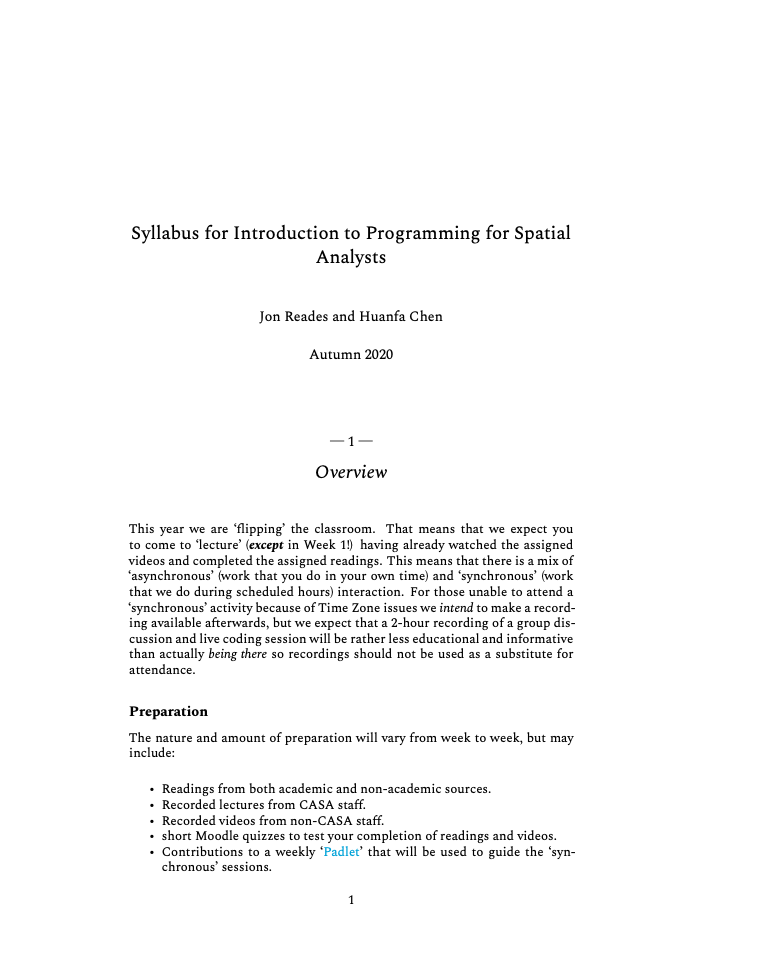 Syllabus for Introduction to Programming for Spatial
Analysts
Jon Reades and Huanfa Chen
Autumn 2020
— 1 —
Overview
This year we are ‘flipping’ the classroom. That means that we expect you
to come to ‘lecture’ (except in Week 1!) having already watched the assigned
videos and completed the assigned readings. This means that there is a mix of
‘asynchronous’ (work that you do in your own time) and ‘synchronous’ (work
that we do during scheduled hours) interaction. For those unable to attend a
‘synchronous’ activity because of Time Zone issues we intend to make a record-
ing available afterwards, but we expect that a 2-hour recording of a group dis-
cussion and live coding session will be rather less educational and informative
than actually being there so recordings should not be used as a substitute for
attendance.
Preparation
The nature and amount of preparation will vary from week to week, but may
include:
• Readings from both academic and non-academic sources.
• Recorded lectures from CASA staff.
• Recorded videos from non-CASA staff.
• short Moodle quizzes to test your completion of readings and videos.
• Contributions to a weekly ‘Padlet’ that will be used to guide the ‘syn-
chronous’ sessions.
1